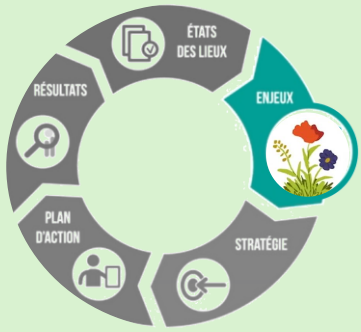 ÉTATS
DES LIEUX
ENJEUX
STRATÉGIE
PLAN
D'ACTION
RÉSULTATS